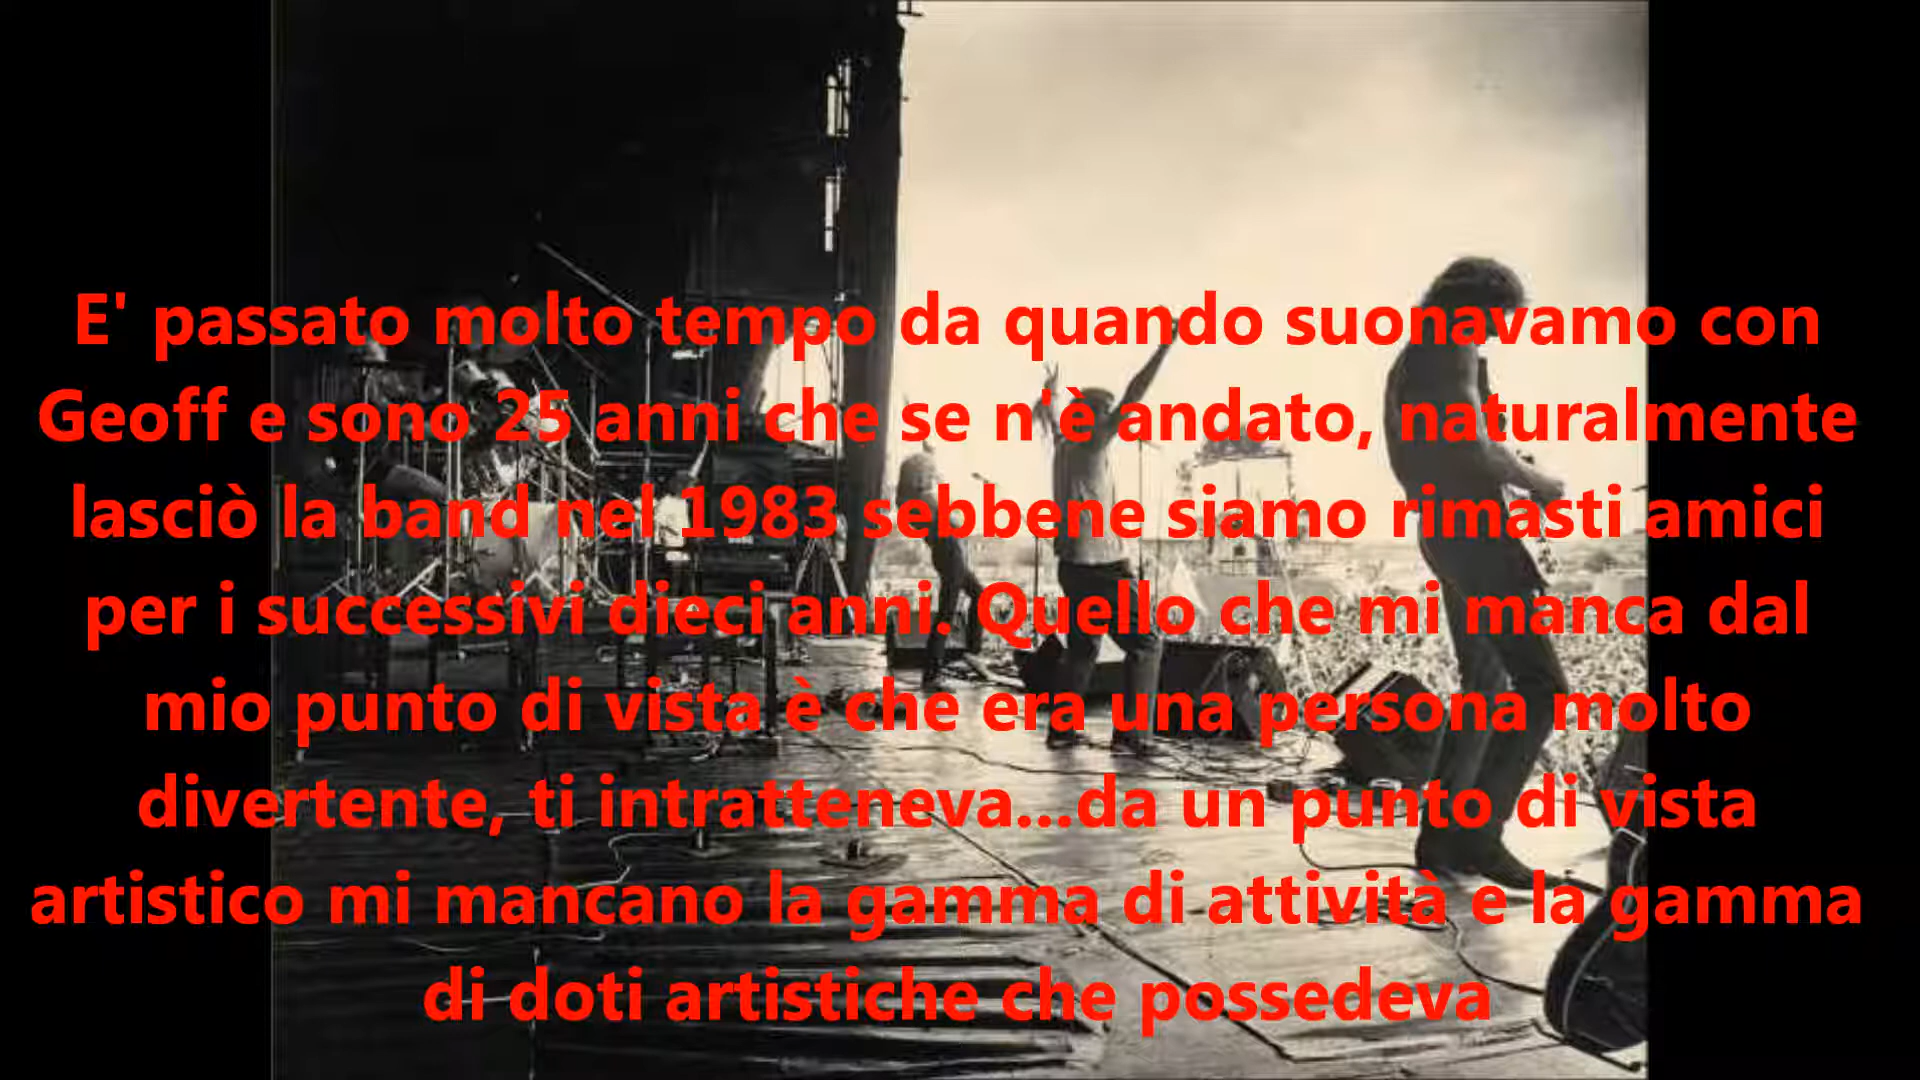 E' passato molto tempo da quando suonavamo con
Geoff e sono 25 anni che se n'è andato, naturalmente
lasciò la band nel 1983 sebbene siamo rimasti amici
per i successivi dieci anni. Quello che mi manca dal
mio punto di vista è che era una persona molto
divertente, ti intratteneva...da un punto di vista
artistico mi mancano la gamma di attività e la gamma
di doti artistiche che possedeva